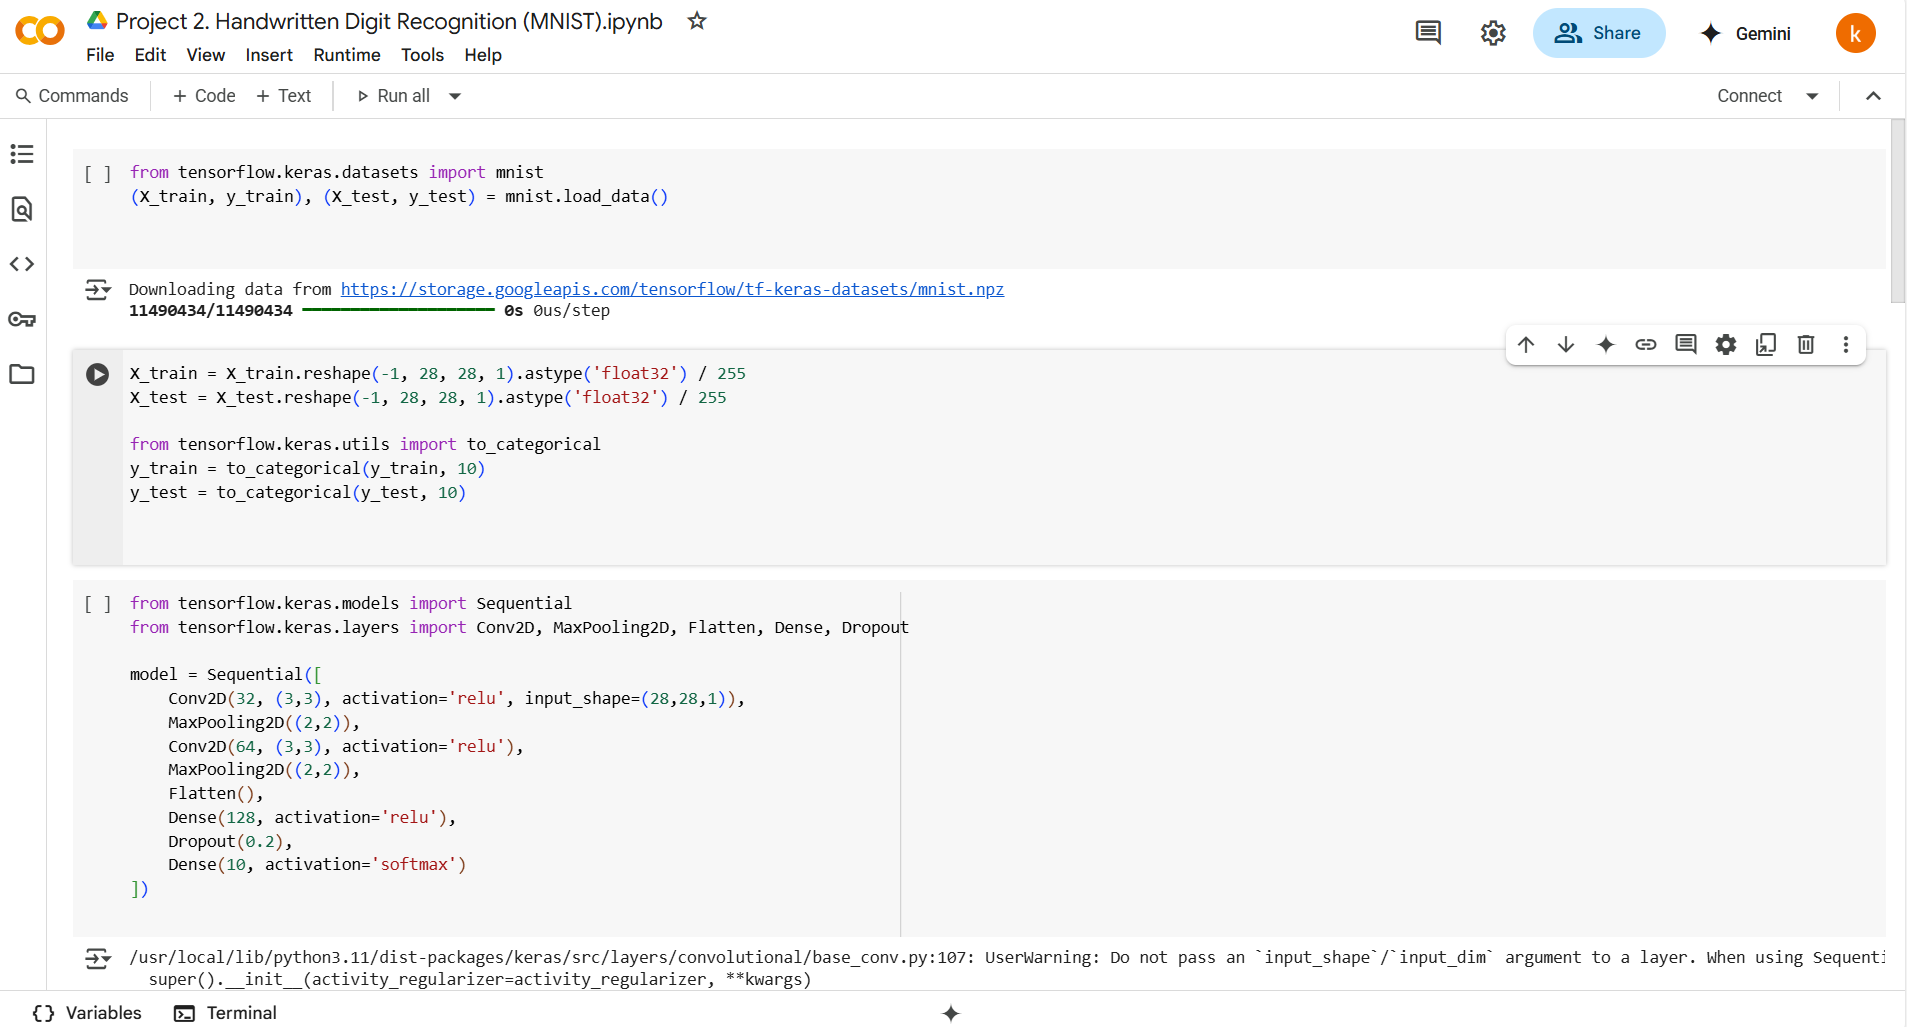 Project 2. Handwritten Digit Recognition (MNIST).ipynb
Share
Gemini
k
File Edit View Insert Runtime Tools Help
Commands + Code + Text Run all Connect
[ ] from tensorflow.keras.datasets import mnist
(X_train, y_train), (X_test, y_test) = mnist.load_data()
Downloading data from https://storage.googleapis.com/tensorflow/tf-keras-datasets/mnist.npz
11490434/11490434 0s 0us/step
X_train = X_train.reshape(-1, 28, 28, 1).astype('float32') / 255
X_test = X_test.reshape(-1, 28, 28, 1).astype('float32') / 255
from tensorflow.keras.utils import to_categorical
y_train = to_categorical(y_train, 10)
y_test = to_categorical(y_test, 10)
[ ] from tensorflow.keras.models import Sequential
from tensorflow.keras.layers import Conv2D, MaxPooling2D, Flatten, Dense, Dropout
model = Sequential([
    Conv2D(32, (3,3), activation='relu', input_shape=(28,28,1)),
    MaxPooling2D((2,2)),
    Conv2D(64, (3,3), activation='relu'),
    MaxPooling2D((2,2)),
    Flatten(),
    Dense(128, activation='relu'),
    Dropout(0.2),
    Dense(10, activation='softmax')
])
/usr/local/lib/python3.11/dist-packages/keras/src/layers/convolutional/base_conv.py:107: UserWarning: Do not pass an `input_shape`/`input_dim` argument to a layer. When using Sequenti
  super().__init__(activity_regularizer=activity_regularizer, **kwargs)
Variables Terminal